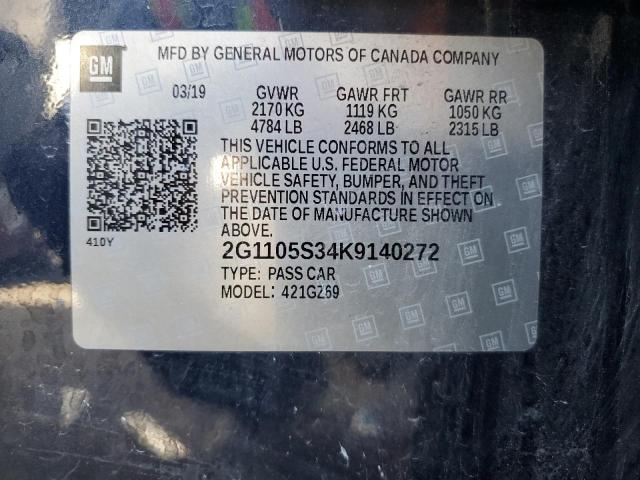 GM
MFD BY GENERAL MOTORS OF CANADA COMPANY
03/19 GVWR GAWR FRT GAWR RR
2170 KG 1119 KG 1050 KG
4784 LB 2468 LB 2315 LB
THIS VEHICLE CONFORMS TO ALL
APPLICABLE U.S. FEDERAL MOTOR
VEHICLE SAFETY, BUMPER, AND THEFT
PREVENTION STANDARDS IN EFFECT ON
THE DATE OF MANUFACTURE SHOWN
ABOVE.
410Y
2G1105S34K9140272
TYPE: PASS CAR
MODEL: 421GZ69